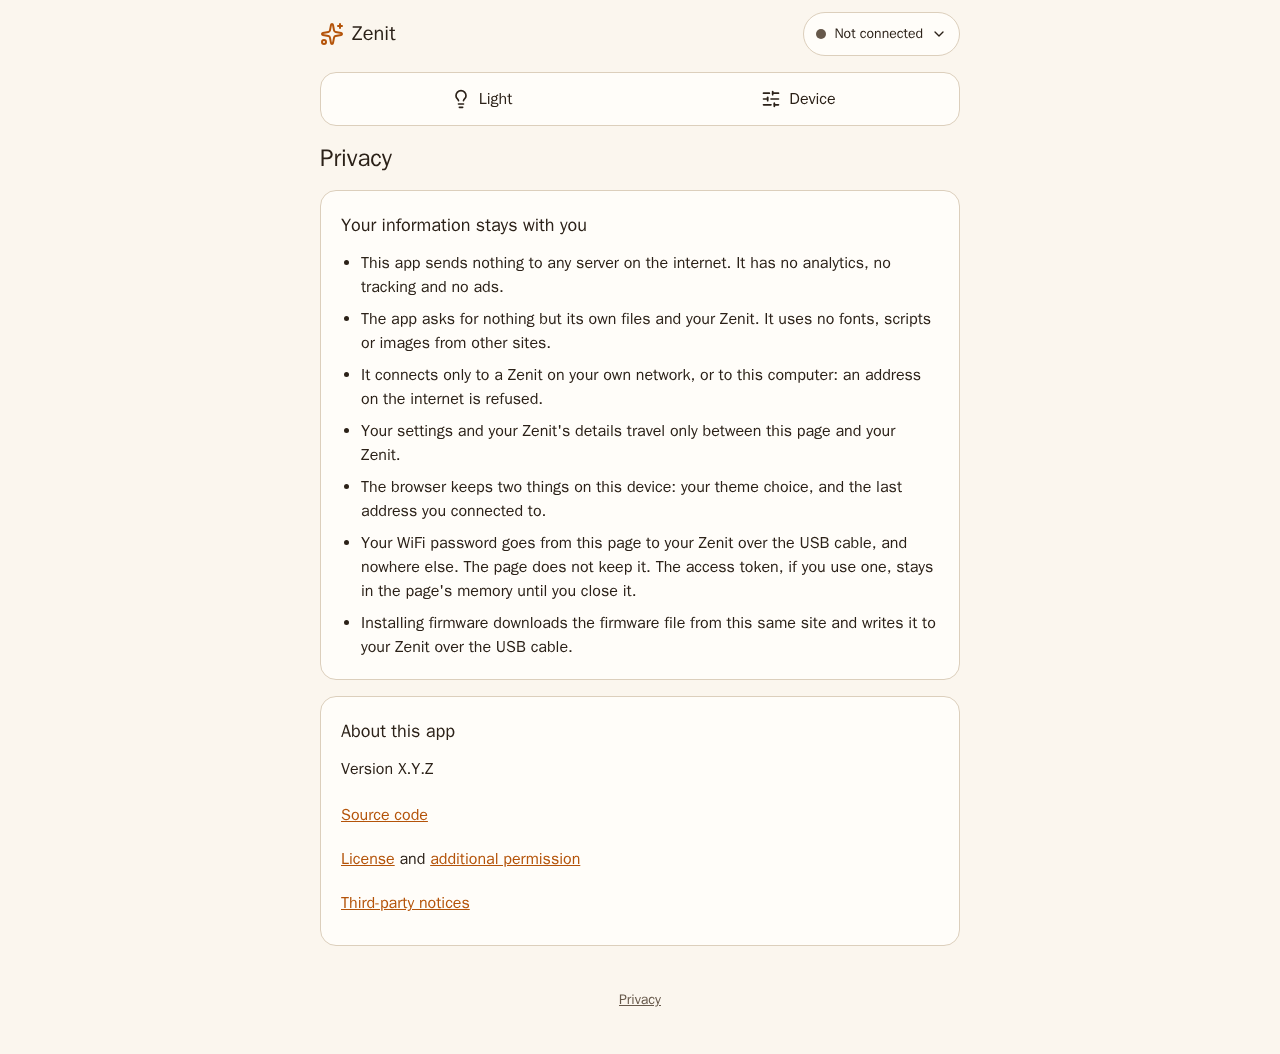 Zenit
Not connected
Light
Device
Privacy
Your information stays with you
• This app sends nothing to any server on the internet. It has no analytics, no
tracking and no ads.
• The app asks for nothing but its own files and your Zenit. It uses no fonts, scripts
or images from other sites.
• It connects only to a Zenit on your own network, or to this computer: an address
on the internet is refused.
• Your settings and your Zenit's details travel only between this page and your
Zenit.
• The browser keeps two things on this device: your theme choice, and the last
address you connected to.
• Your WiFi password goes from this page to your Zenit over the USB cable, and
nowhere else. The page does not keep it. The access token, if you use one, stays
in the page's memory until you close it.
• Installing firmware downloads the firmware file from this same site and writes it to
your Zenit over the USB cable.
About this app
Version X.Y.Z
Source code
License and additional permission
Third-party notices
Privacy